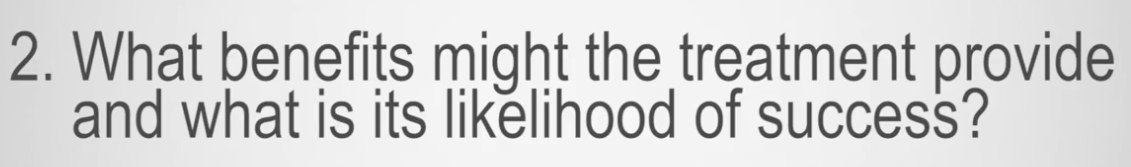 2. What benefits might the treatment provide
and what is its likelihood of success?